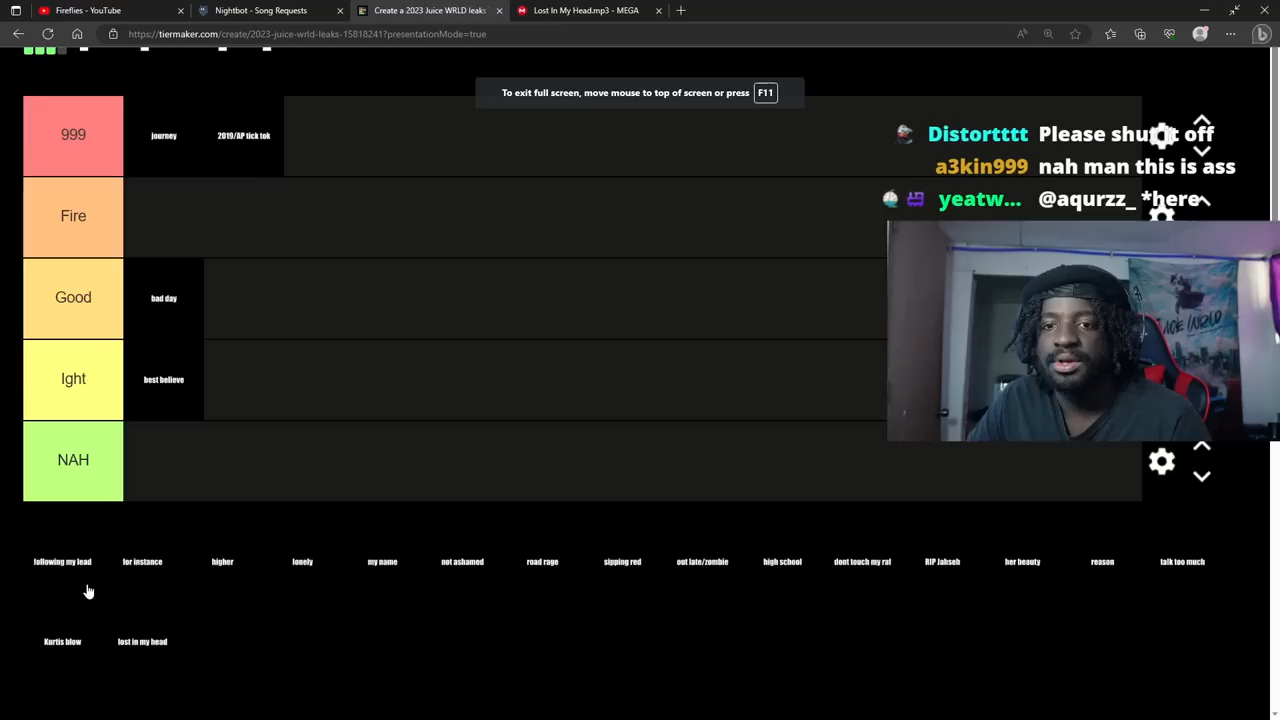 Fireflies - YouTube
Nightbot - Song Requests
Create a 2023 Juice WRLD leaks
Lost In My Head.mp3 - MEGA
https://tiermaker.com/create/2023-juice-wrld-leaks-15818241?presentationMode=true
To exit full screen, move mouse to top of screen or press F11
999
journey
2019/AP tick tok
Distortttt Please shut it off
a3kin999 nah man this is ass
yeatw... @aqurzz_ *here
Fire
Good
bad day
Ight
best believe
NAH
following my lead
for instance
higher
lonely
my name
not ashamed
road rage
sipping red
out late/zombie
high school
dont touch my raf
RIP Jahseh
her beauty
reason
talk too much
Kurtis blow
lost in my head